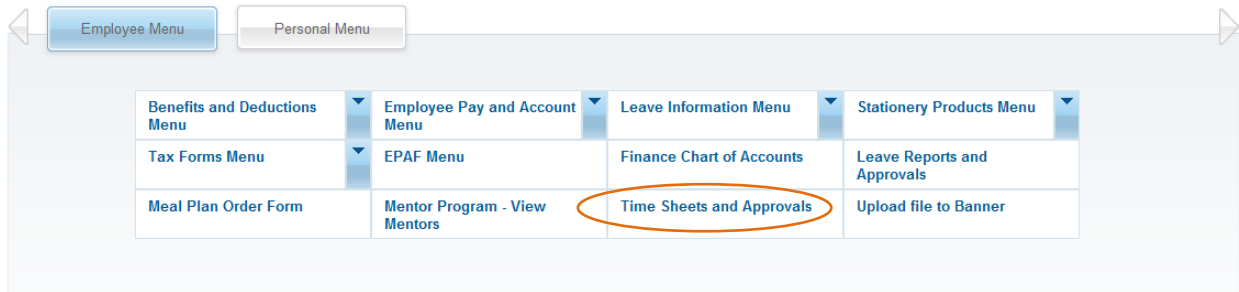 Employee Menu
Personal Menu
Benefits and Deductions
Menu
Employee Pay and Account
Menu
Leave Information Menu
Stationery Products Menu
Tax Forms Menu
EPAF Menu
Finance Chart of Accounts
Leave Reports and
Approvals
Meal Plan Order Form
Mentor Program - View
Mentors
Time Sheets and Approvals
Upload file to Banner